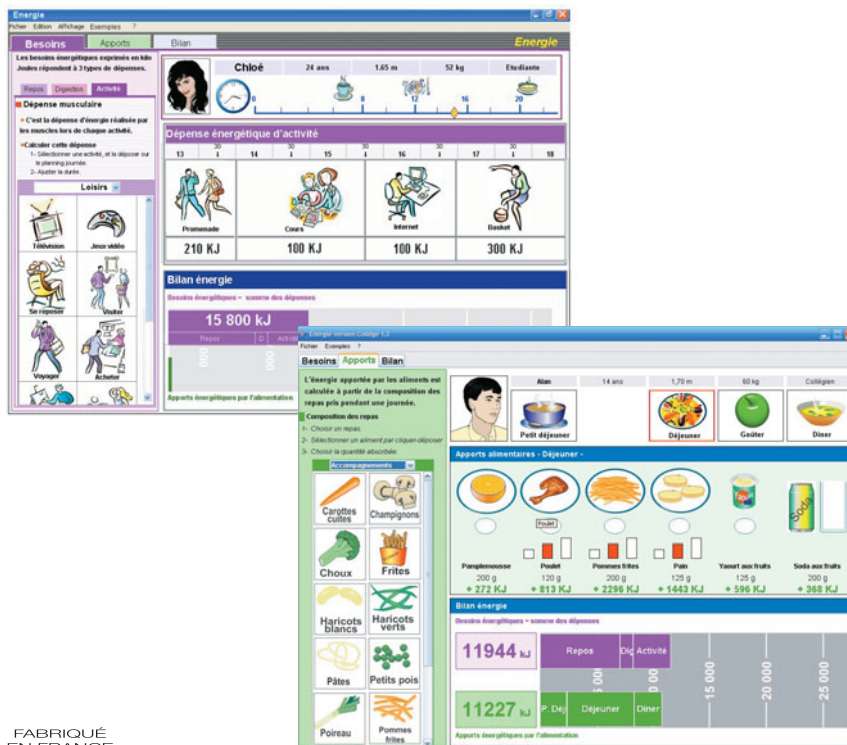 Energie
Fichier Edition Affichage Exemples ?
Besoins Apports Bilan Energie
Les besoins énergétiques exprimés en kilo
Joules répondent à 3 types de dépenses.
Repos Digestion Activité
Dépense musculaire
C'est la dépense d'énergie réalisée par
les muscles lors de chaque activité.
Calculer cette dépense
1- Sélectionner une activité, et la déposer sur
le planning journée.
2- Ajuster la durée.
Loisirs
Télévision Jeux vidéo
Se reposer Visiter
Voyager Acheter
Chloé 24 ans 1.65 m 52 kg Etudiante
0 8 12 16 20
Dépense énergétique d'activité
13 30 14 30 15 30 16 30 17 30 18
Promenade Cours Internet Basket
210 KJ 100 KJ 100 KJ 300 KJ
Bilan énergie
Besoins énergétiques = somme des dépenses
15 800 kJ
Repos D Activité
000 000
Apports énergétiques par l'alimentation
Energie version Collège 1.3
Fichier Exemples ?
Besoins Apports Bilan
L'énergie apportée par les aliments est
calculée à partir de la composition des
repas pris pendant une journée.
Composition des repas
1- Choisir un repas.
2- Sélectionner un aliment par cliquer-déposer
3- Choisir la quantité absorbée.
Accompagnements
Carottes
cuites
Champignons
Choux Frites
Haricots
blancs
Haricots
verts
Pâtes Petits pois
Poireau
Pommes
frites
Alan 14 ans 1,70 m 60 kg Collégien
Petit déjeuner Déjeuner Goûter Diner
Apports alimentaires - Déjeuner -
Soda
Poulet
Pamplemousse Poulet Pommes frites Pain Yaourt aux fruits Soda aux fruits
200 g 120 g 200 g 125 g 125 g 200 g
+ 272 KJ + 813 KJ + 2296 KJ + 1443 KJ + 596 KJ + 368 KJ
Bilan énergie
Besoins énergétiques = somme des dépenses
11944 kJ Repos Dig Activité
15 000 20 000 25 000
11227 kJ P. Déj Déjeuner Dîner
Apports énergétiques par l'alimentation
FABRIQUÉ
EN FRANCE